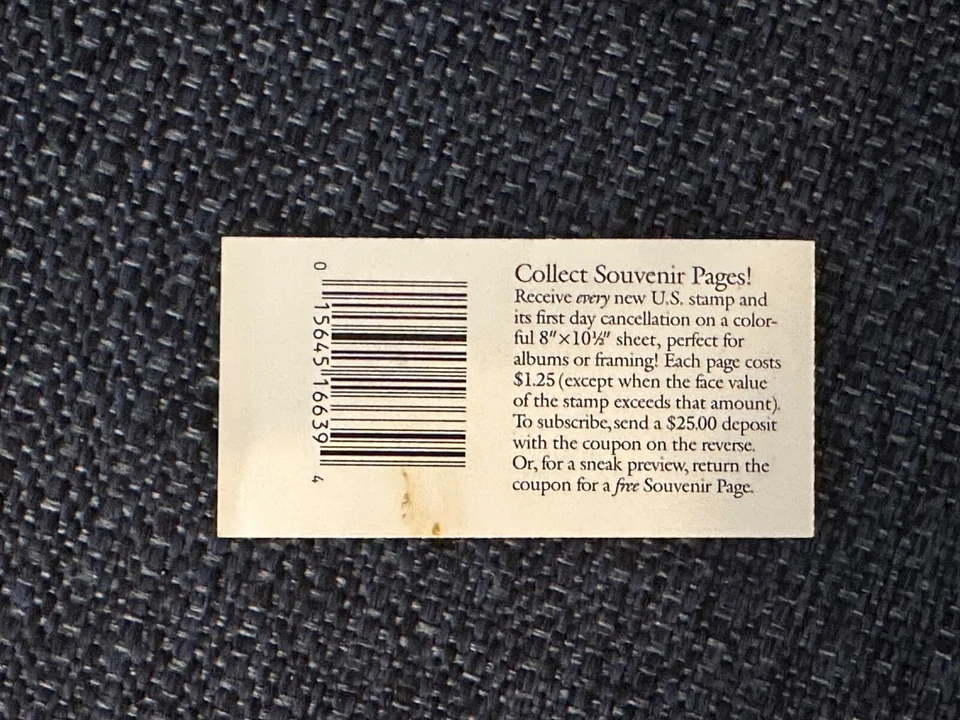 0 15645 16639 4
Collect Souvenir Pages!
Receive every new U.S. stamp and
its first day cancellation on a color-
ful 8"×10½" sheet, perfect for
albums or framing! Each page costs
$1.25 (except when the face value
of the stamp exceeds that amount).
To subscribe, send a $25.00 deposit
with the coupon on the reverse.
Or, for a sneak preview, return the
coupon for a free Souvenir Page.